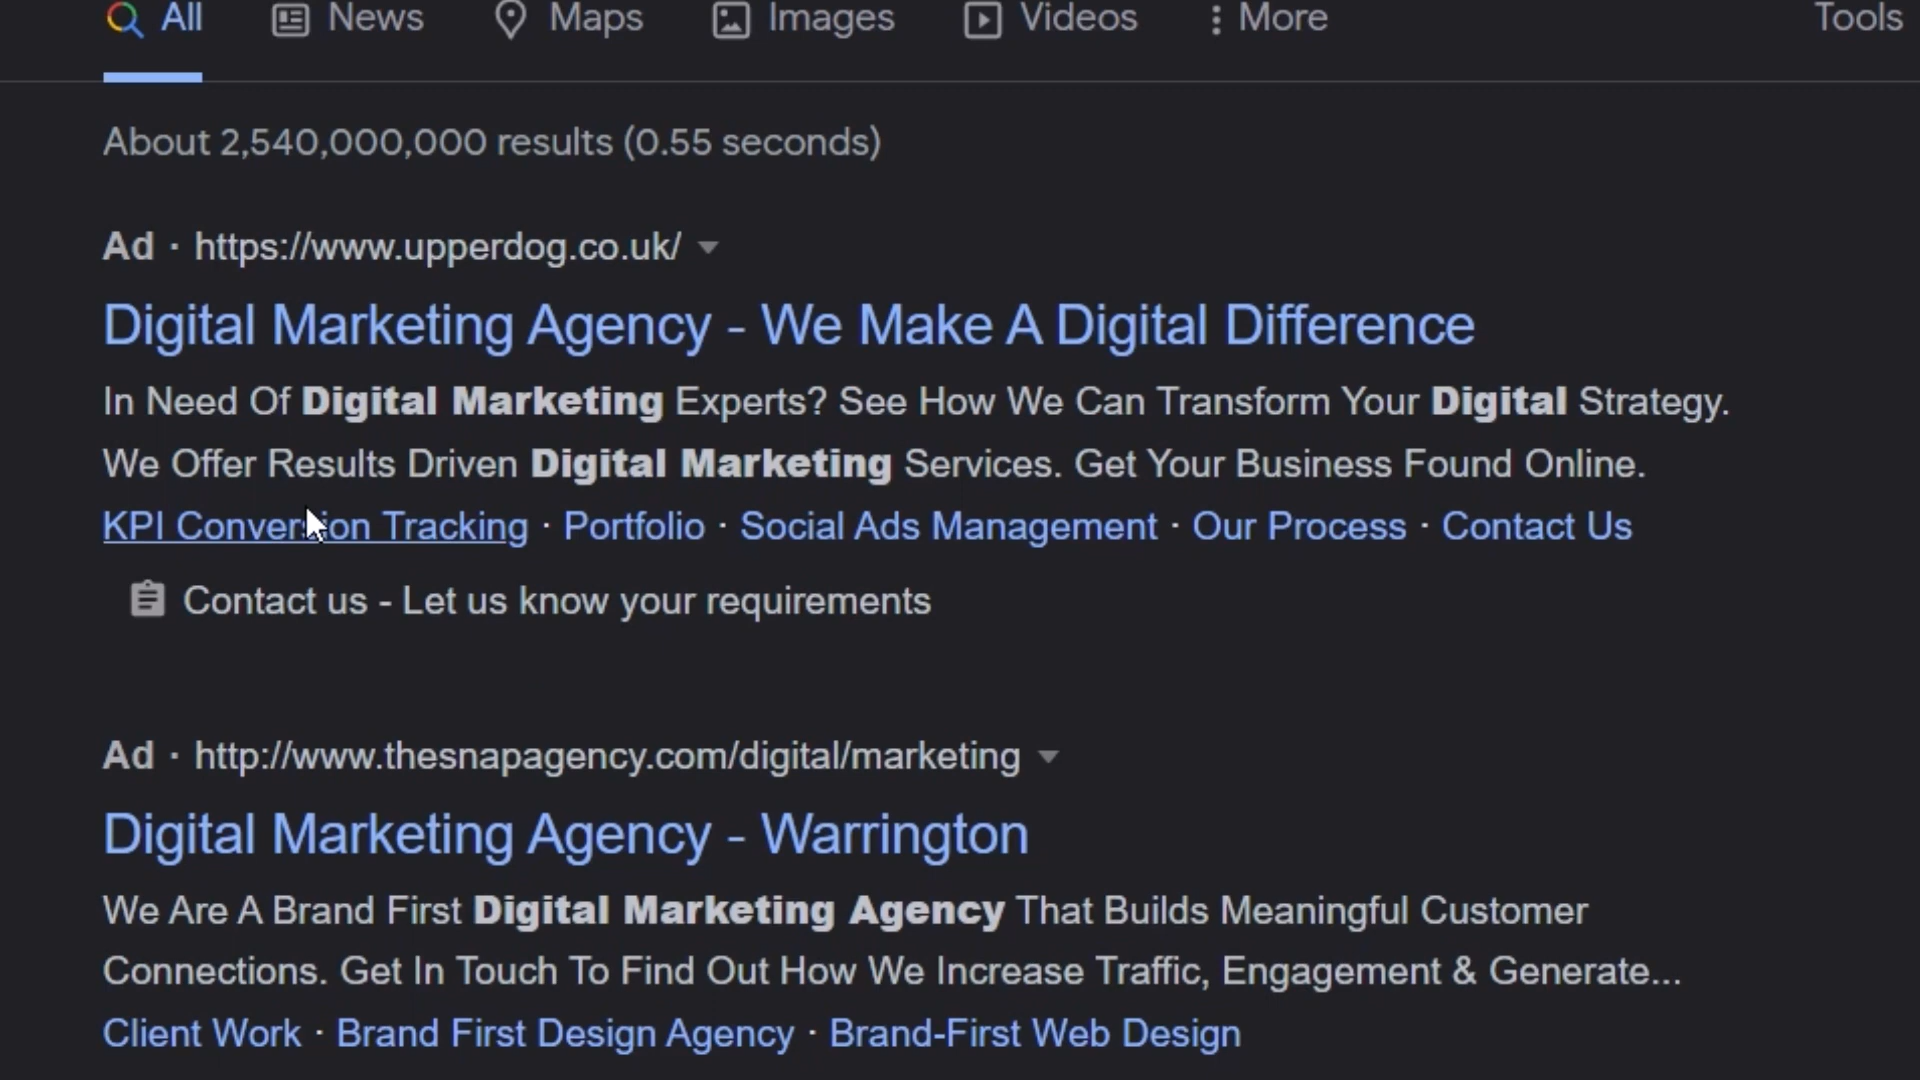 All News Maps Images Videos More Tools
About 2,540,000,000 results (0.55 seconds)
Ad · https://www.upperdog.co.uk/
Digital Marketing Agency - We Make A Digital Difference
In Need Of Digital Marketing Experts? See How We Can Transform Your Digital Strategy.
We Offer Results Driven Digital Marketing Services. Get Your Business Found Online.
KPI Conversion Tracking · Portfolio · Social Ads Management · Our Process · Contact Us
Contact us - Let us know your requirements
Ad · http://www.thesnapagency.com/digital/marketing
Digital Marketing Agency - Warrington
We Are A Brand First Digital Marketing Agency That Builds Meaningful Customer
Connections. Get In Touch To Find Out How We Increase Traffic, Engagement & Generate...
Client Work · Brand First Design Agency · Brand-First Web Design